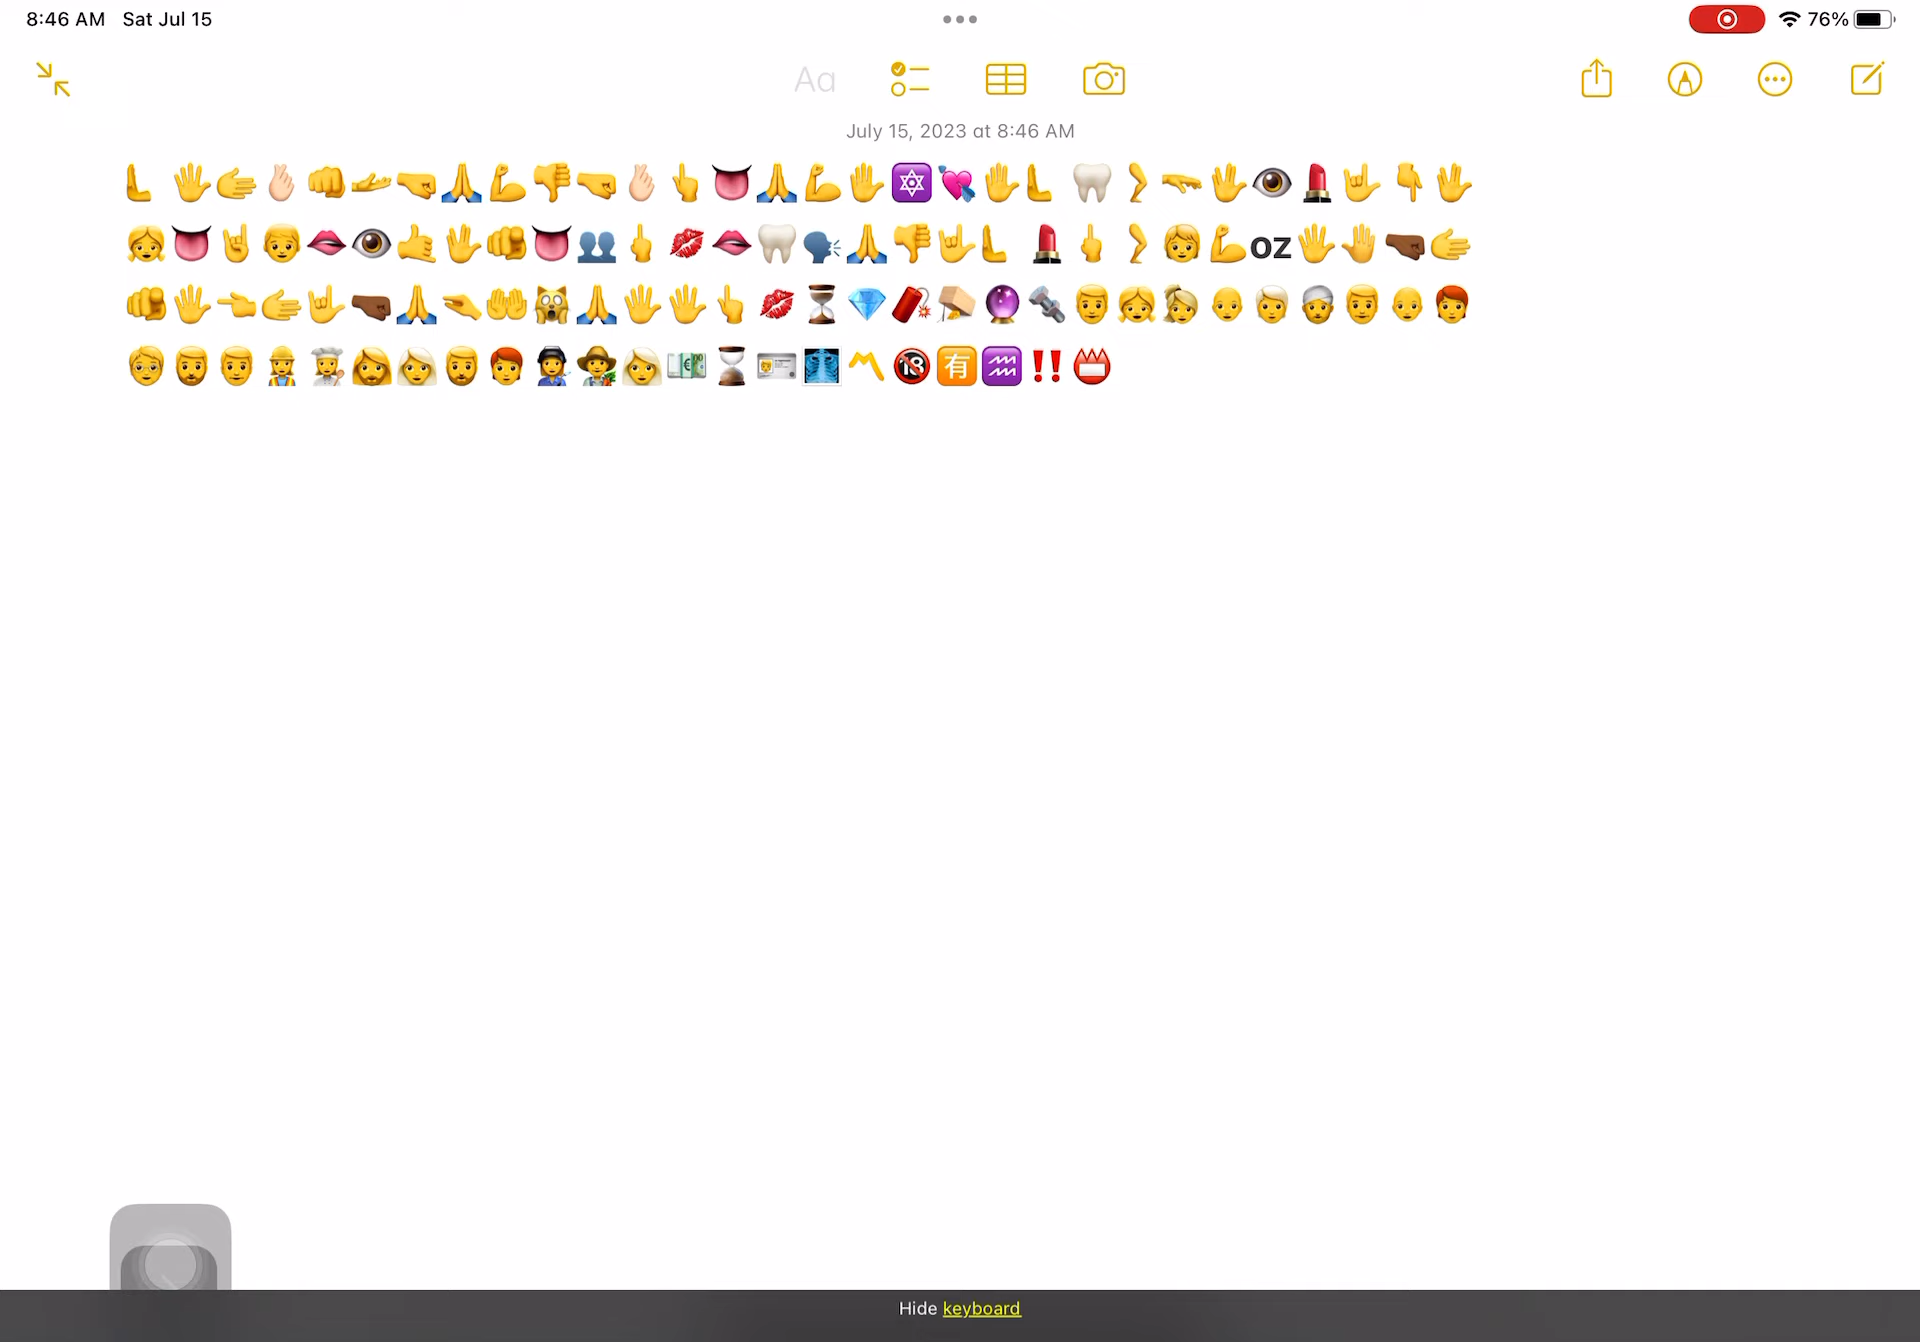 8:46 AM Sat Jul 15
76%
Aa
July 15, 2023 at 8:46 AM
oz
🔞 🈶 ‼️
Hide keyboard